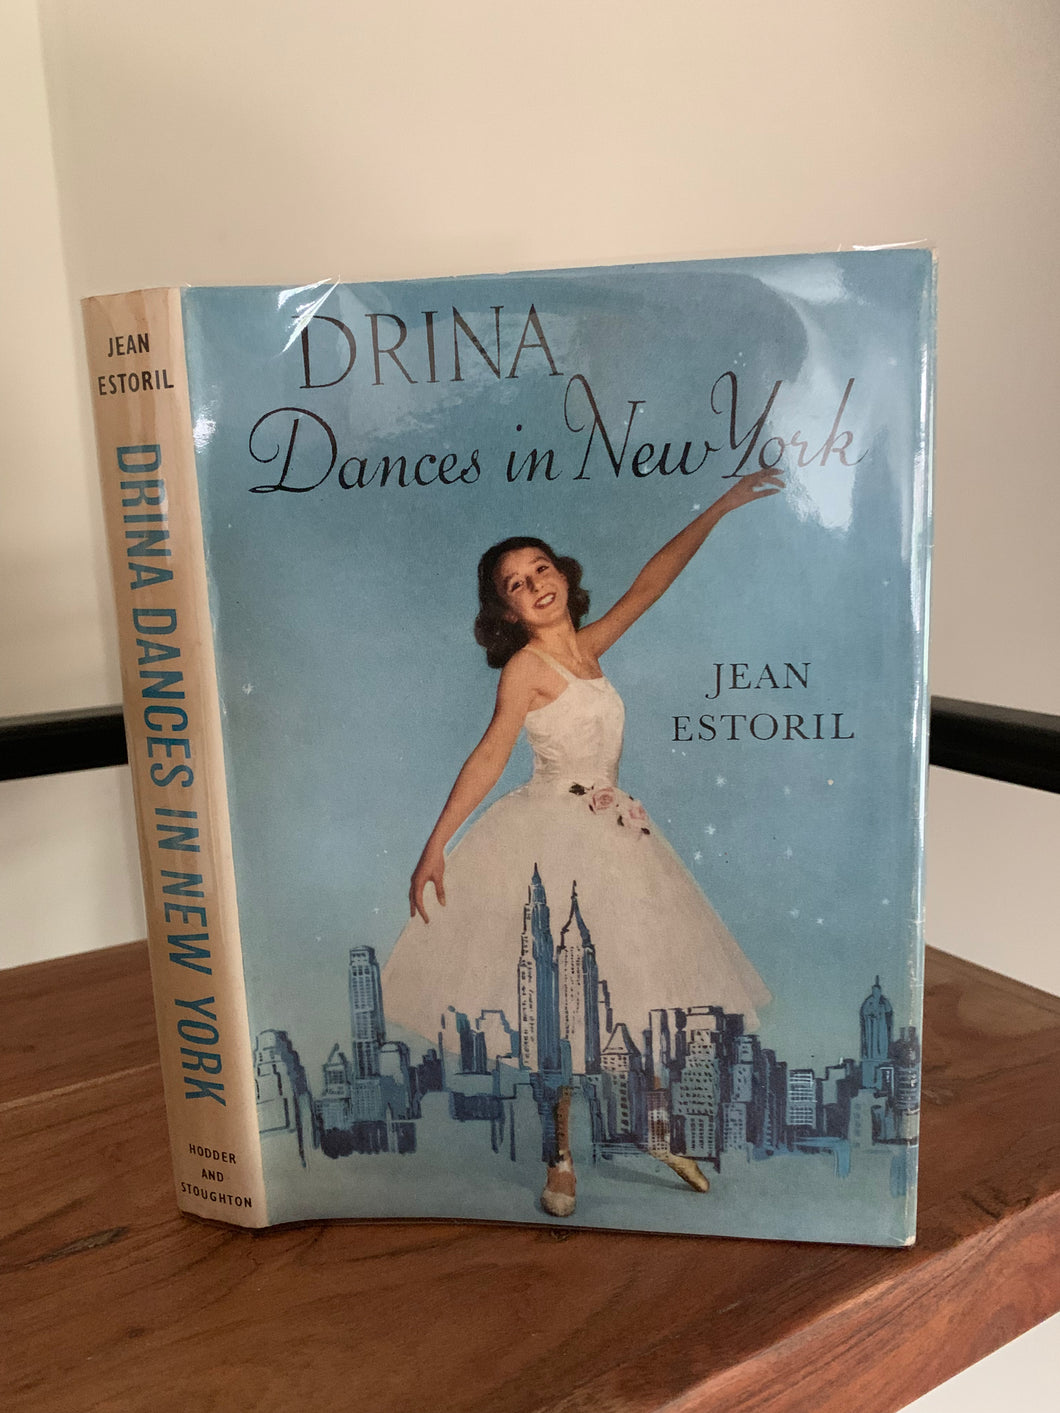 JEAN
ESTORIL
DRINA DANCES IN NEW YORK
HODDER
AND
STOUGHTON
DRINA
Dances in New York
JEAN
ESTORIL